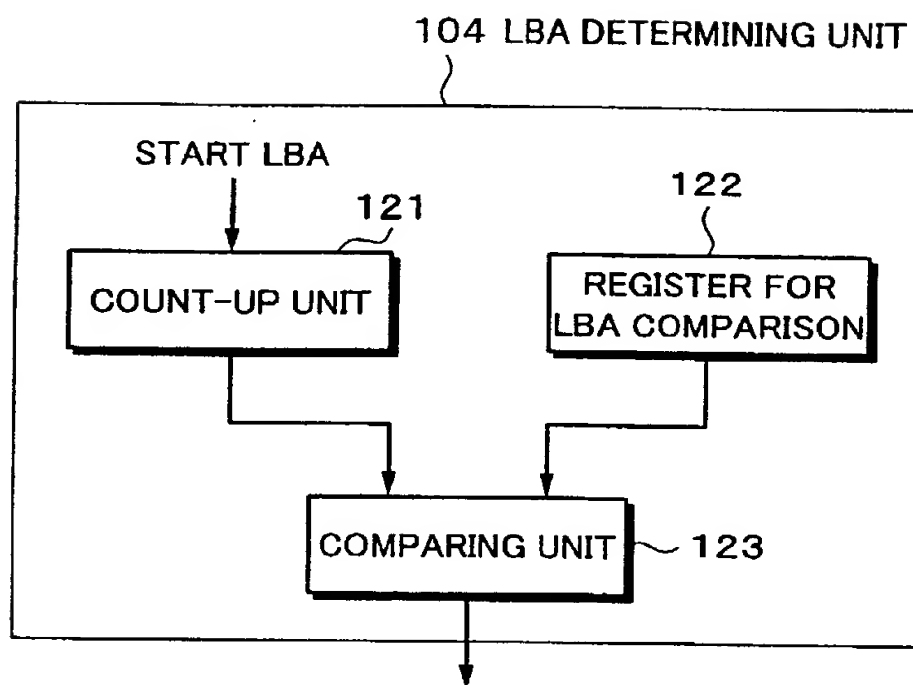 104 LBA DETERMINING UNIT
START LBA
121
122
COUNT-UP UNIT
REGISTER FOR
LBA COMPARISON
COMPARING UNIT
123